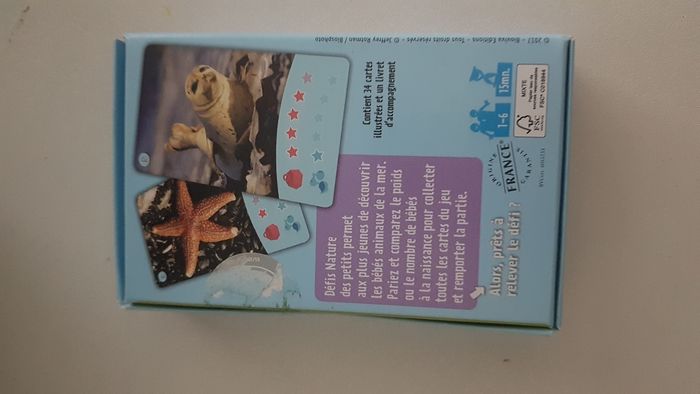 Défis Nature
des petits permet
aux plus jeunes de découvrir
les bébés animaux de la mer.
Pariez et comparez le poids
ou le nombre de bébés
à la naissance pour collecter
toutes les cartes du jeu
et remporter la partie.
Alors, prêts à
relever le défi ?
Contient 34 cartes
illustrées et un livret
d'accompagnement
1-6
15mn.
ORIGINE
FRANCE
GARANTIE
FSC
MIXTE
© 2017 - Bioviva Editions - Tous droits réservés - © Jeffrey Rotman / Biosphoto